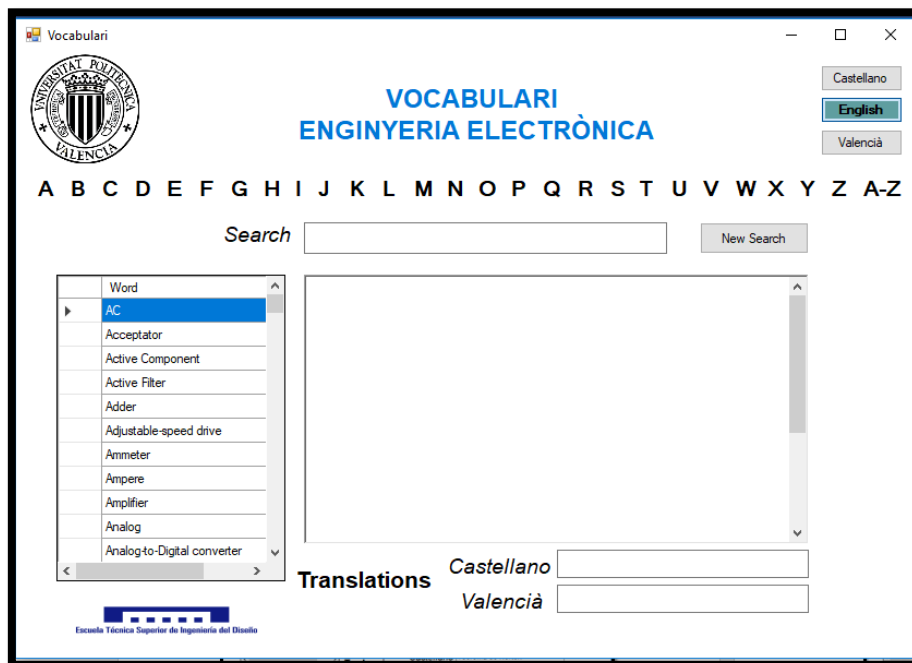 Vocabulari
UNIVERSITAT POLITÈCNICA
VALENCIA
VOCABULARI
ENGINYERIA ELECTRÒNICA
Castellano
English
Valencià
A B C D E F G H I J K L M N O P Q R S T U V W X Y Z A-Z
Search
New Search
Word
AC
Acceptator
Active Component
Active Filter
Adder
Adjustable-speed drive
Ammeter
Ampere
Amplifier
Analog
Analog-to-Digital converter
Translations
Castellano
Valencià
Escuela Técnica Superior de Ingeniería del Diseño